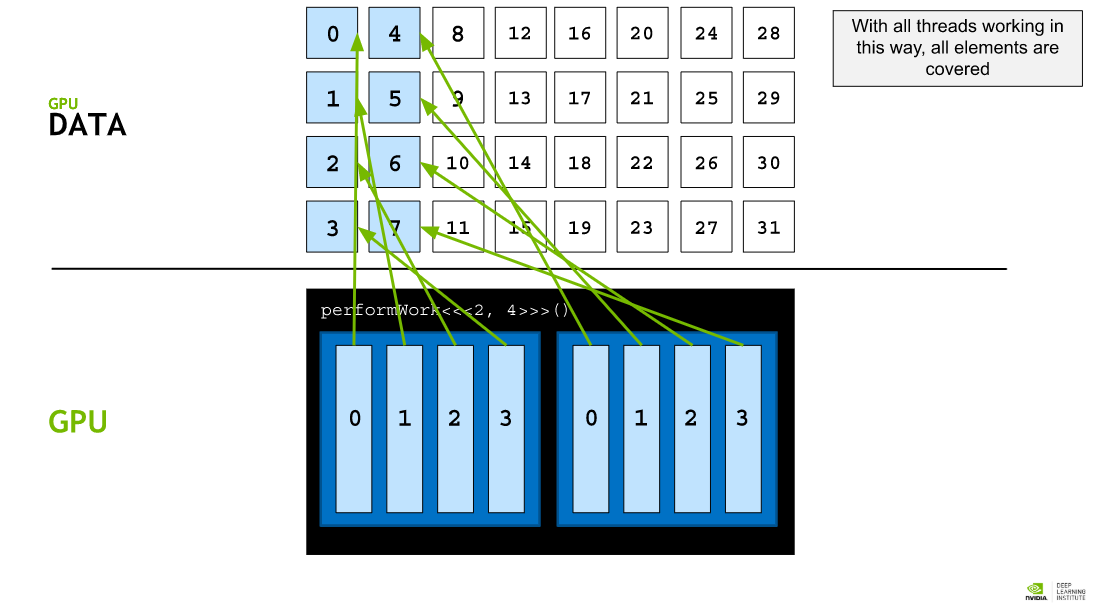 0 4 8 12 16 20 24 28
With all threads working in
this way, all elements are
covered
1 5 9 13 17 21 25 29
GPU
DATA
2 6 10 14 18 22 26 30
3 7 11 15 19 23 27 31
performWork<<<2, 4>>>()
GPU
0 1 2 3 0 1 2 3
NVIDIA
DEEP
LEARNING
INSTITUTE